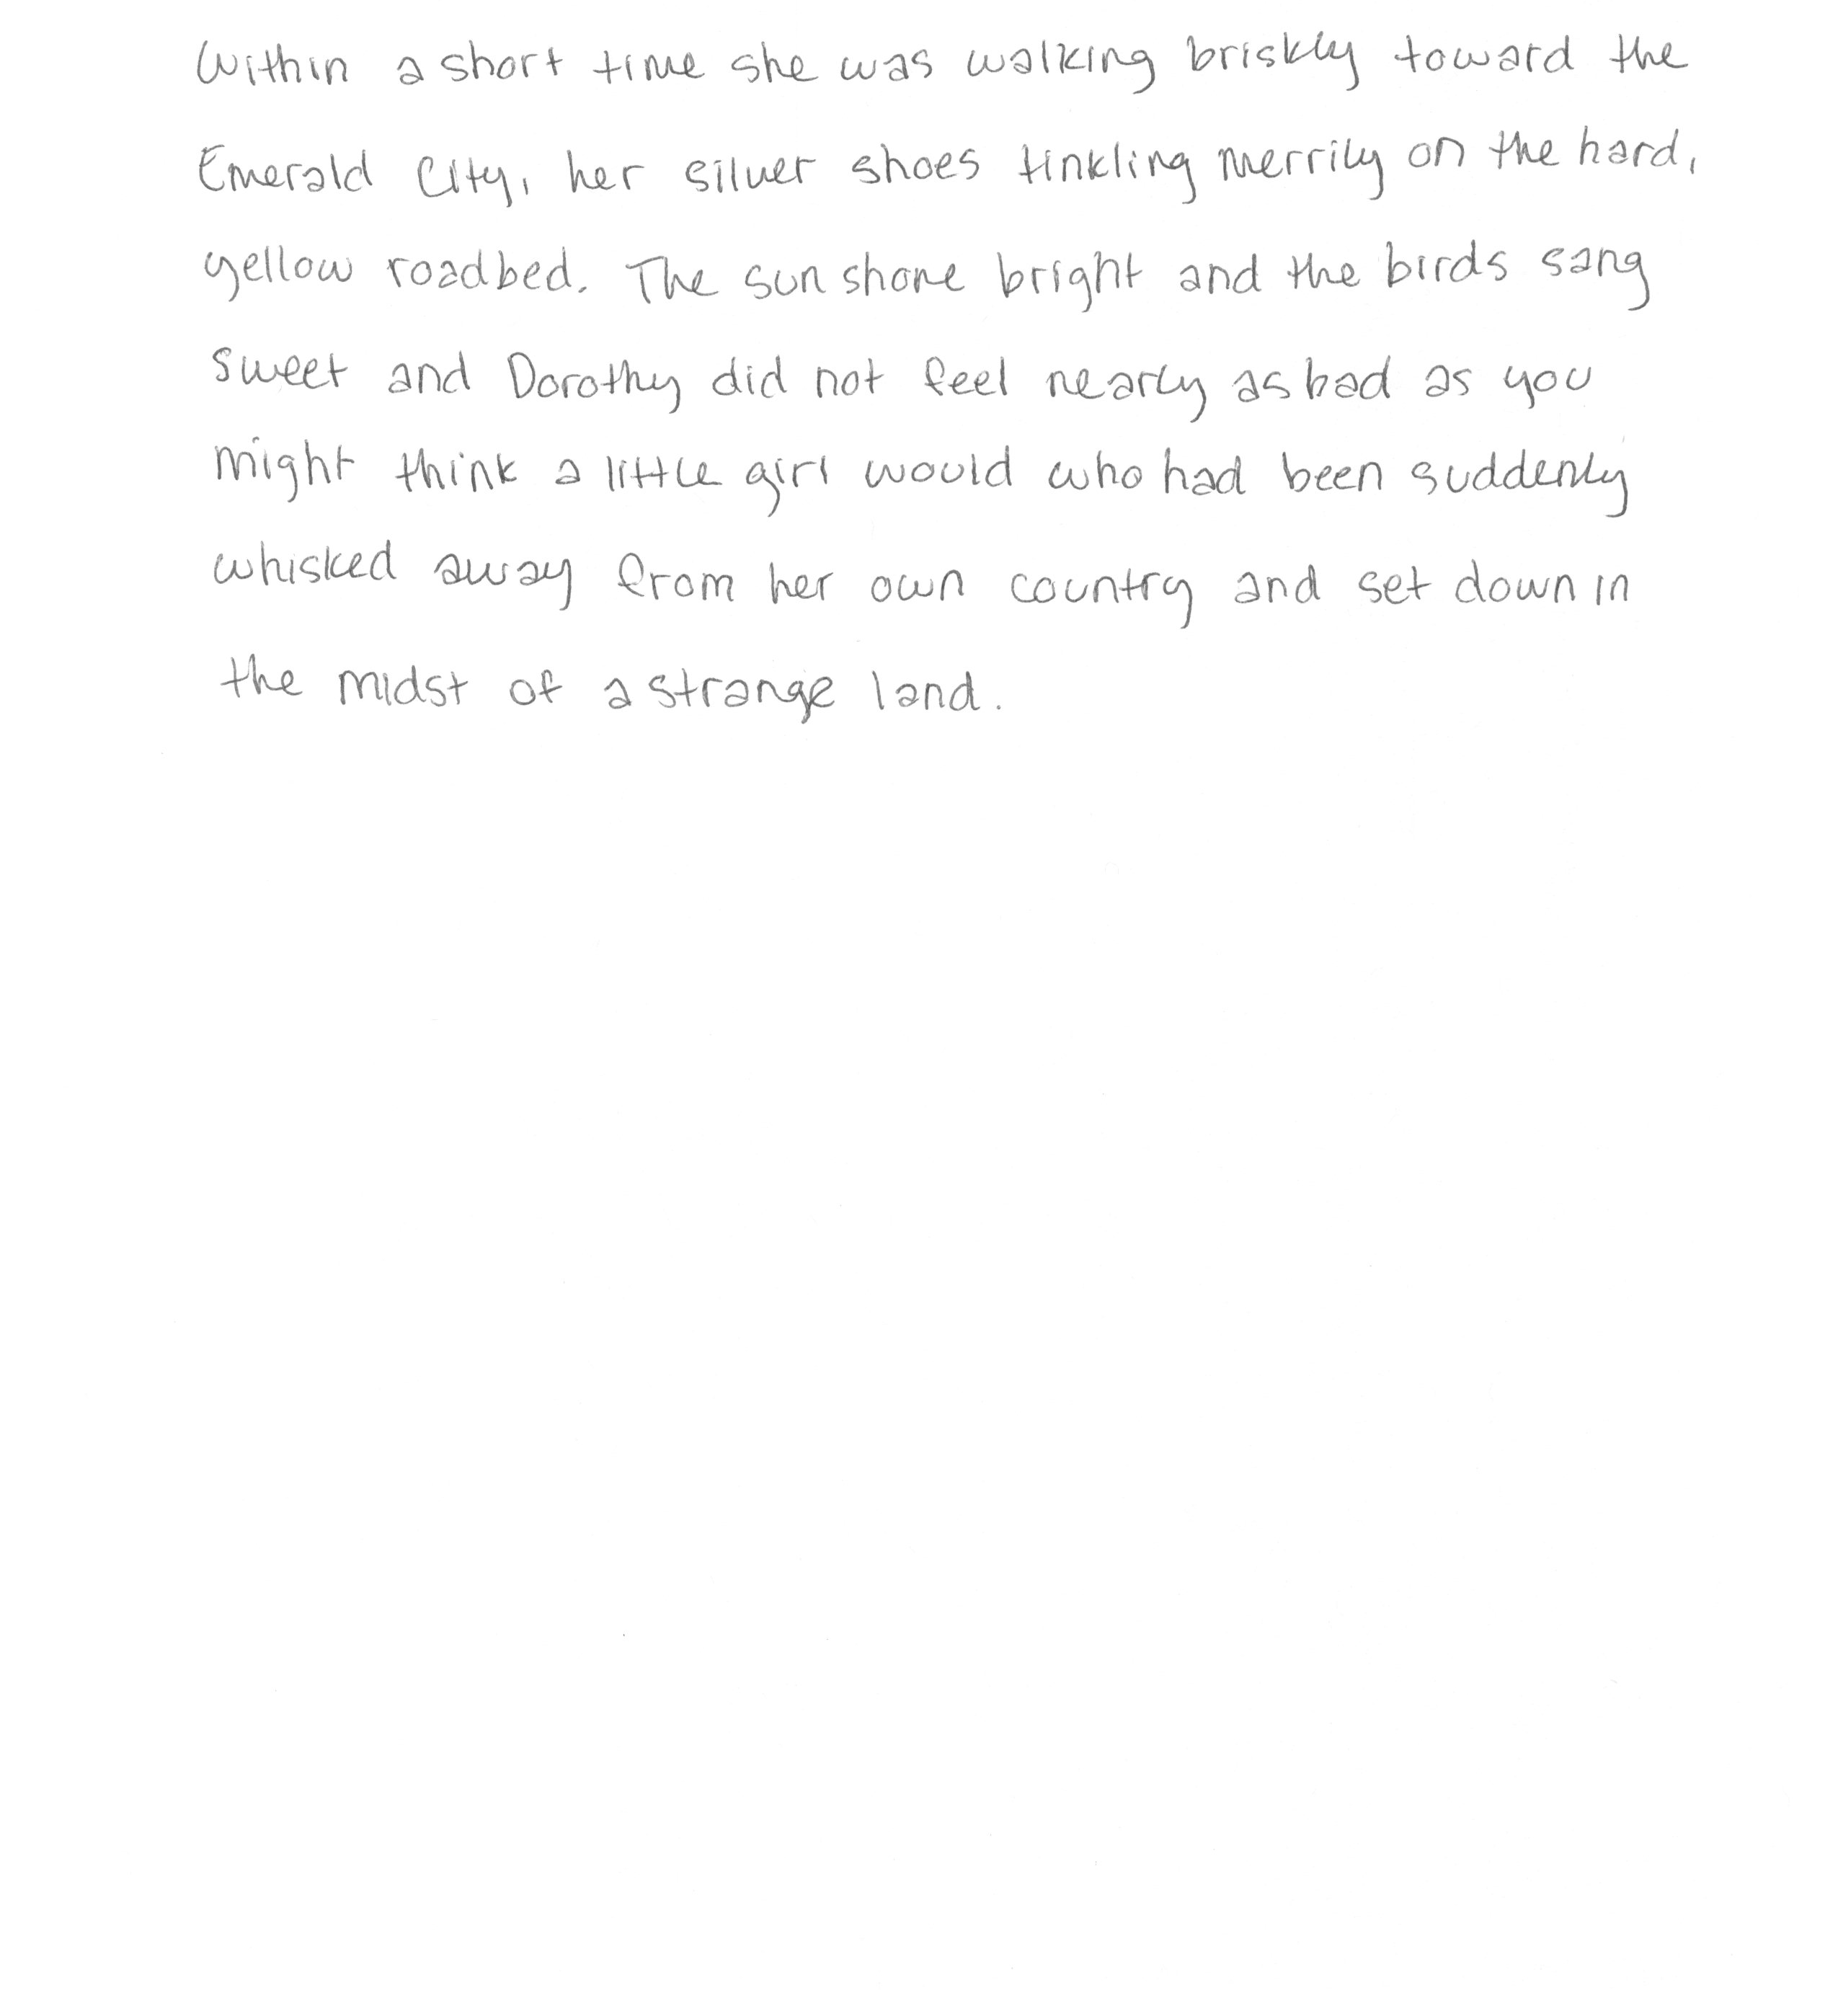 Within a short time she was walking briskly toward the
Emerald City, her silver shoes tinkling merrily on the hard,
yellow roadbed. The sun shone bright and the birds sang
sweet and Dorothy did not feel nearly as bad as you
might think a little girl would who had been suddenly
whisked away from her own country and set down in
the midst of a strange land.